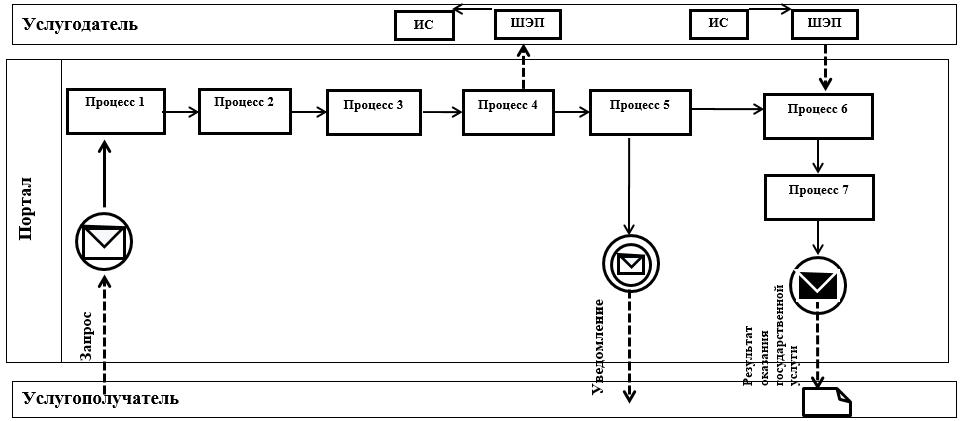 Услугодатель
ИС
ШЭП
ИС
ШЭП
Портал
Процесс 1
Процесс 2
Процесс 3
Процесс 4
Процесс 5
Процесс 6
Процесс 7
Запрос
Уведомление
Результат
оказания
государственной
услуги
Услугополучатель